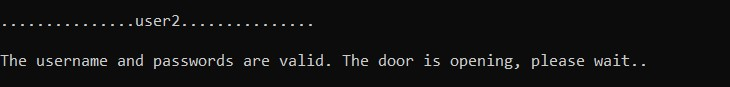 ...............user2...............
The username and passwords are valid. The door is opening, please wait..